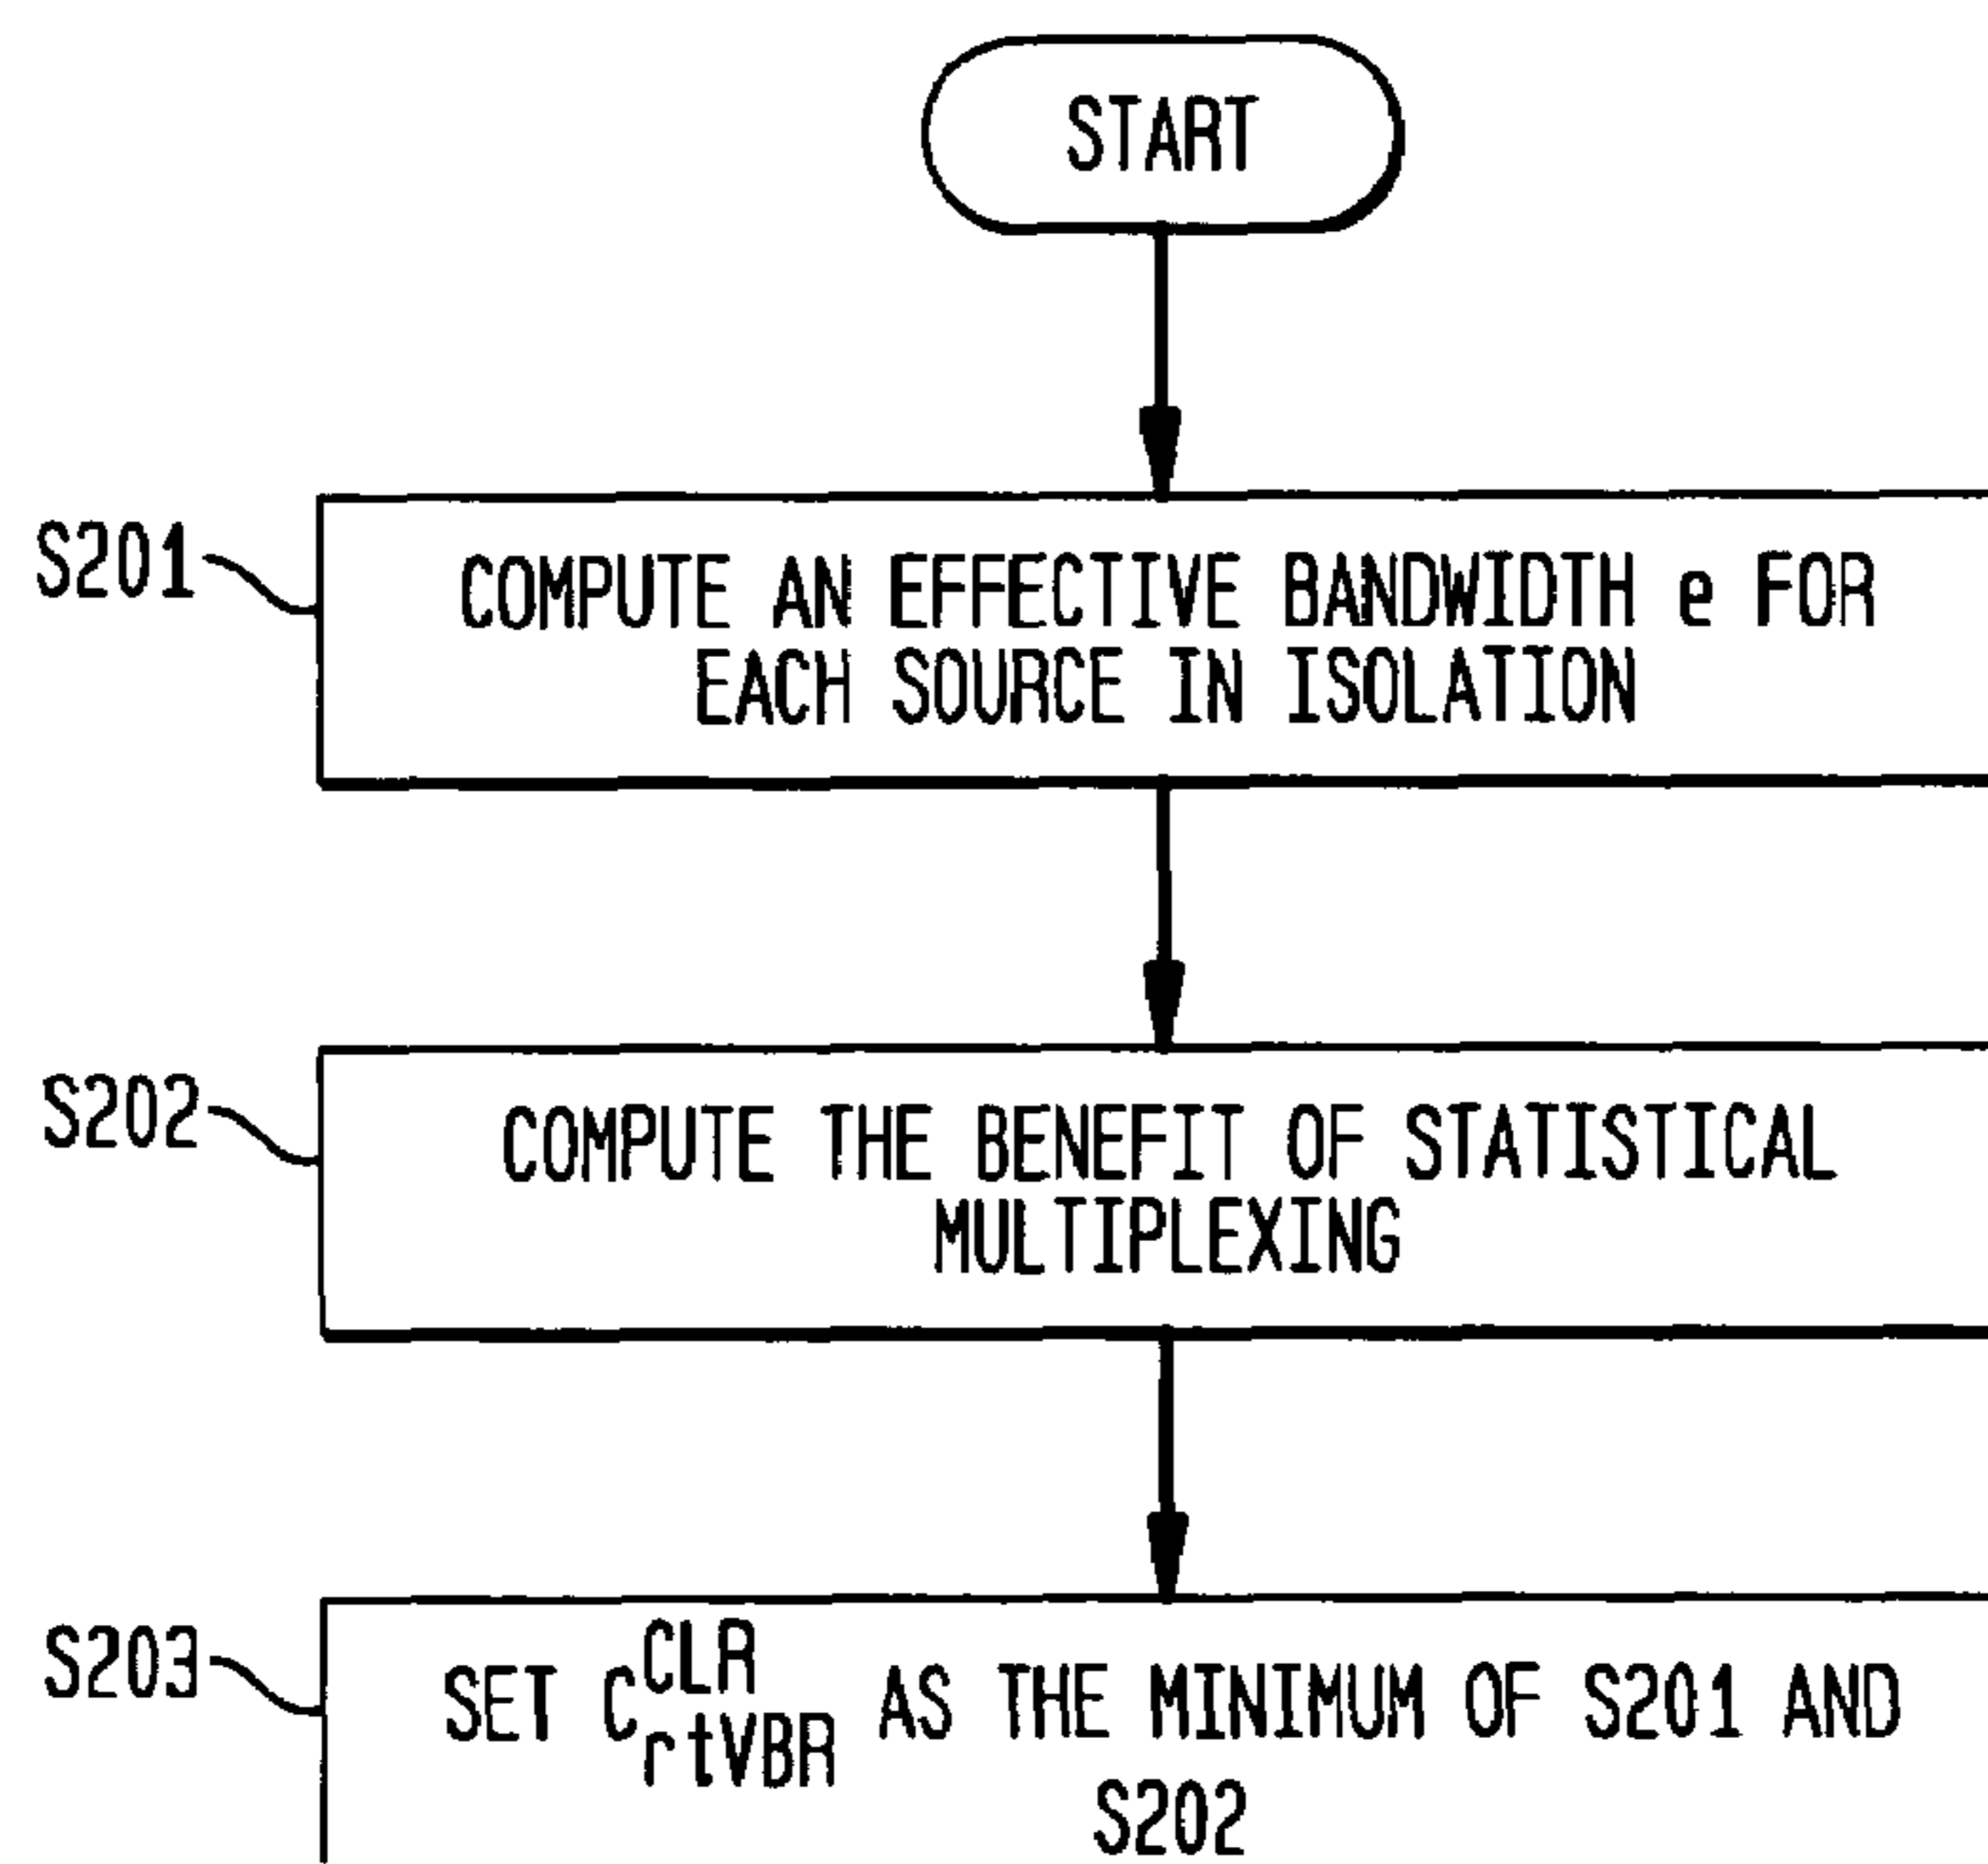 START
S201
COMPUTE AN EFFECTIVE BANDWIDTH e FOR
EACH SOURCE IN ISOLATION
S202
COMPUTE THE BENEFIT OF STATISTICAL
MULTIPLEXING
S203
SET C^CLR_rtVBR AS THE MINIMUM OF S201 AND
S202